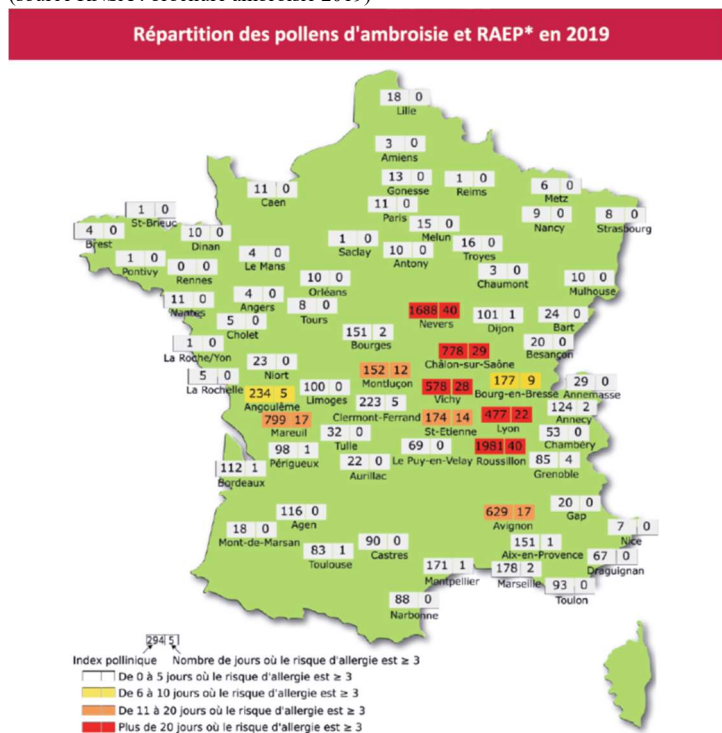 Répartition des pollens d'ambroisie et RAEP* en 2019
18 0
Lille
3 0
Amiens
13 0
Gonesse
1 0
Reims
6 0
Metz
11 0
Caen
11 0
Paris
15 0
Melun
9 0
Nancy
8 0
Strasbourg
1 0
St-Brieuc
4 0
Brest
10 0
Dinan
1 0
Saclay
10 0
Antony
16 0
Troyes
1 0
Pontivy
0 0
Rennes
4 0
Le Mans
3 0
Chaumont
10 0
Mulhouse
10 0
Orléans
11 0
Nantes
4 0
Angers
8 0
Tours
5 0
Cholet
1688 40
Nevers
101 1
Dijon
24 0
Bart
151 2
Bourges
20 0
Besançon
1 0
La Roche/Yon
778 29
Châlon-sur-Saône
23 0
Niort
152 12
Montluçon
5 0
La Rochelle
100 0
Limoges
578 28
Vichy
177 9
Bourg-en-Bresse
29 0
Annemasse
234 5
Angoulême
223 5
Clermont-Ferrand
174 14
St-Etienne
477 22
Lyon
124 2
Annecy
799 17
Mareuil
32 0
Tulle
53 0
Chambéry
98 1
Périgueux
69 0
Le Puy-en-Velay
1981 40
Roussillon
85 4
Grenoble
112 1
Bordeaux
22 0
Aurillac
20 0
Gap
116 0
Agen
629 17
Avignon
7 0
Nice
18 0
Mont-de-Marsan
83 1
Toulouse
90 0
Castres
151 1
Aix-en-Provence
67 0
Draguignan
171 1
Montpellier
178 2
Marseille
93 0
Toulon
88 0
Narbonne
294 5
Index pollinique Nombre de jours où le risque d'allergie est ≥ 3
De 0 à 5 jours où le risque d'allergie est ≥ 3
De 6 à 10 jours où le risque d'allergie est ≥ 3
De 11 à 20 jours où le risque d'allergie est ≥ 3
Plus de 20 jours où le risque d'allergie est ≥ 3